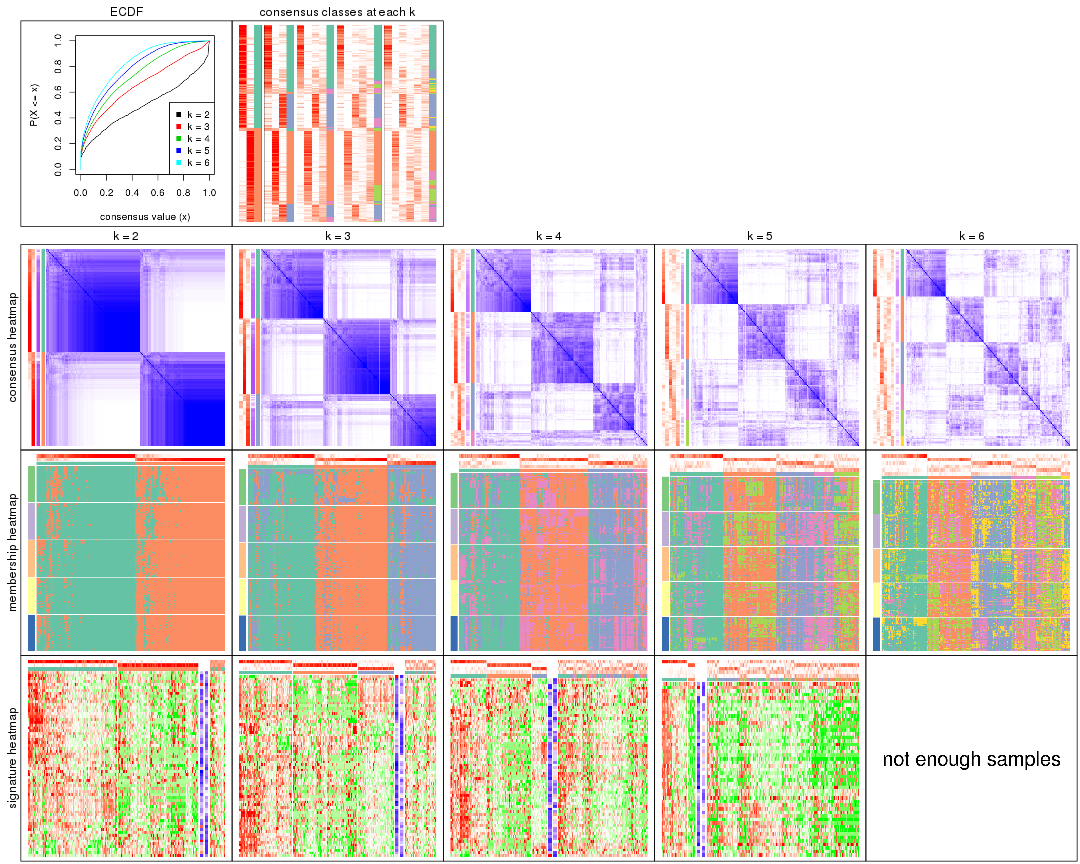 ECDF
consensus classes at each k
P(X <= x)
0.0 0.2 0.4 0.6 0.8 1.0
k = 2
k = 3
k = 4
k = 5
k = 6
0.0 0.2 0.4 0.6 0.8 1.0
consensus value (x)
k = 2 k = 3 k = 4 k = 5 k = 6
consensus heatmap
membership heatmap
signature heatmap
not enough samples